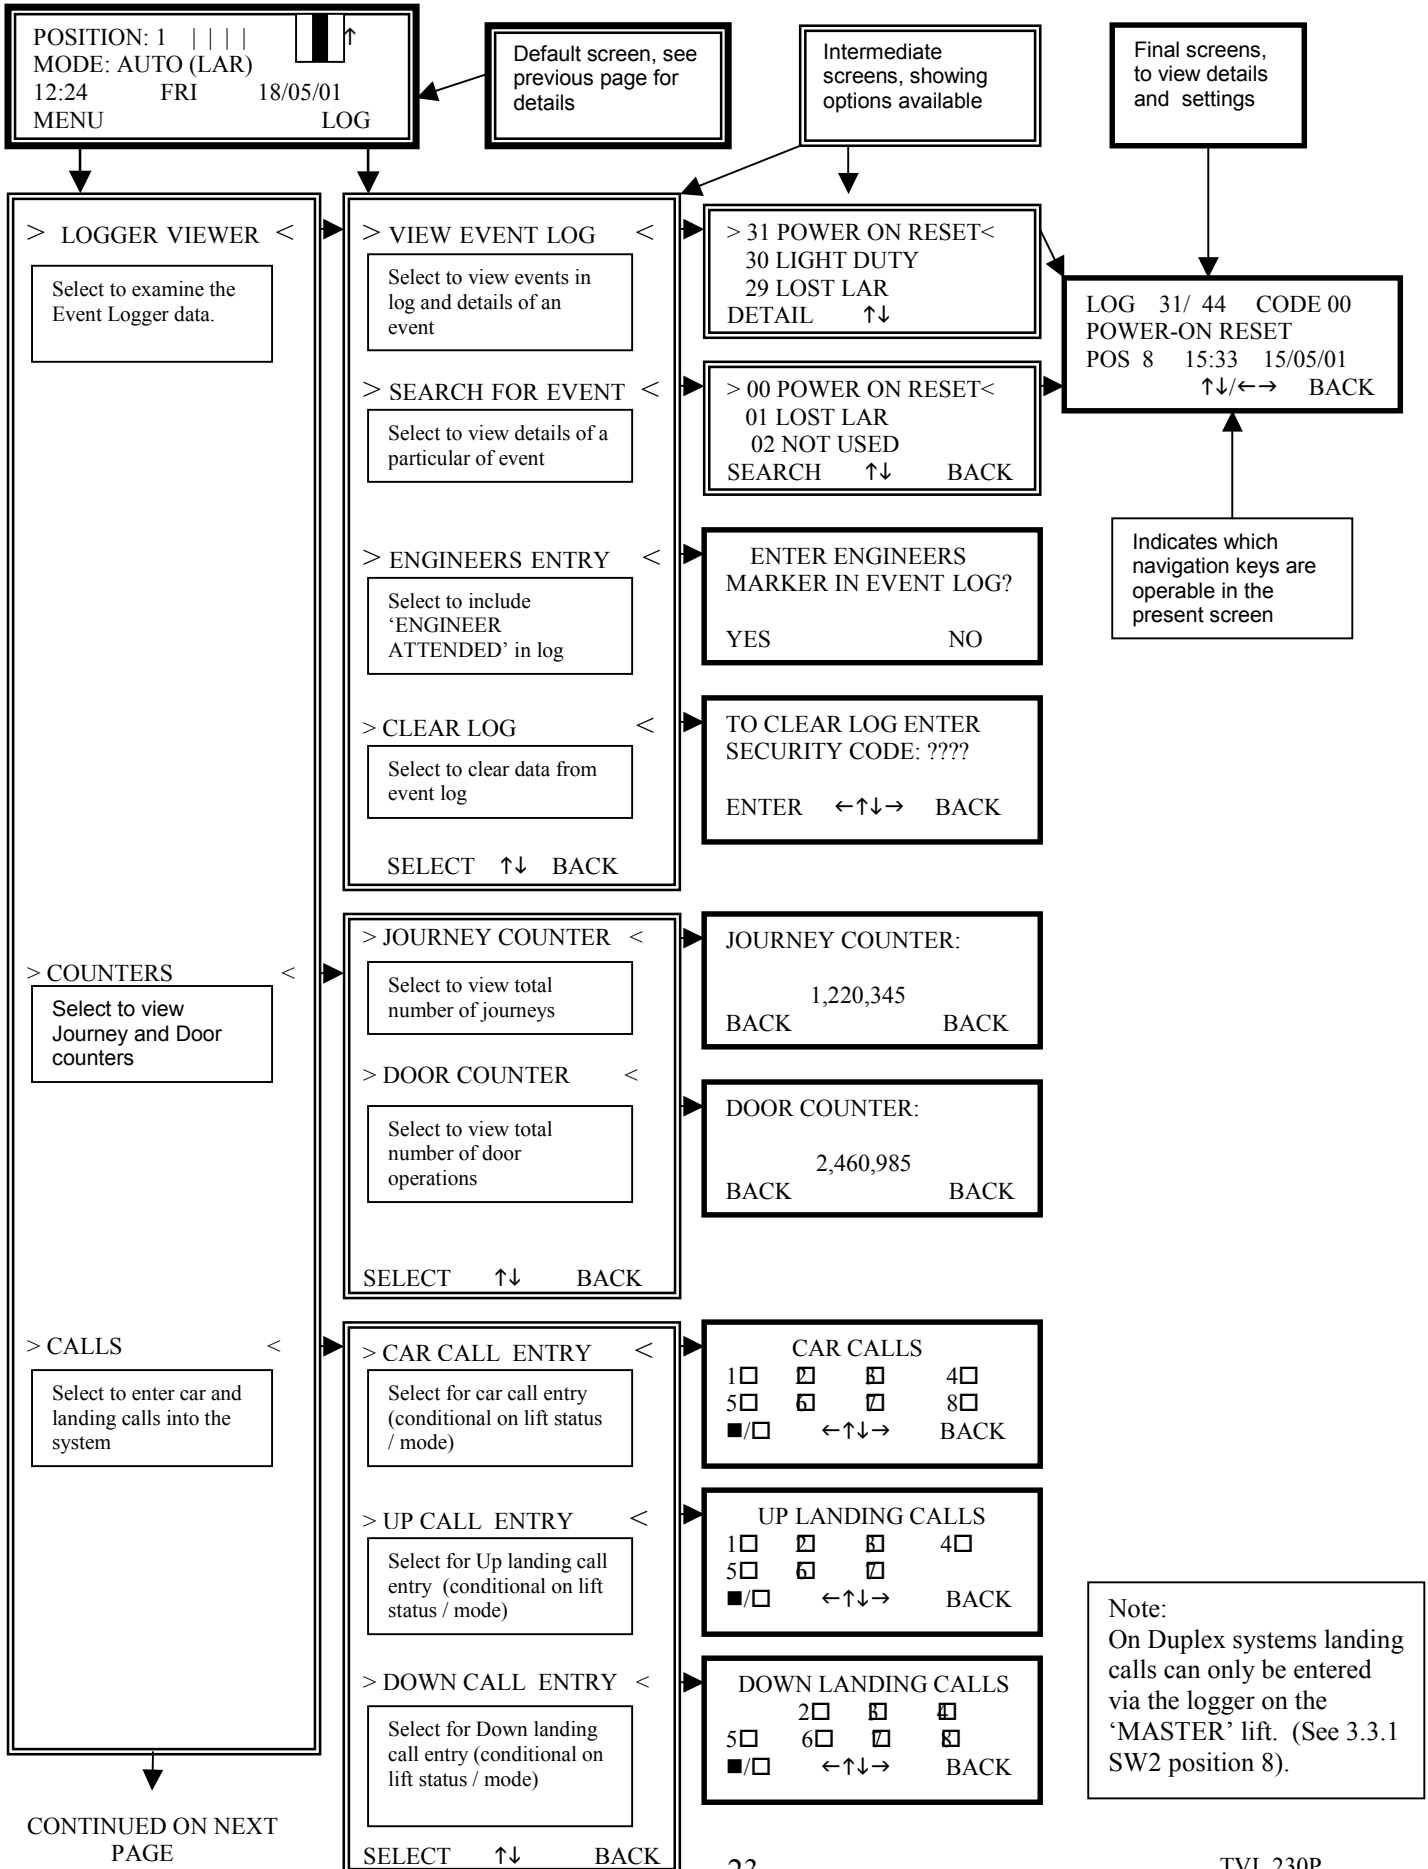 POSITION: 1 | | | | ↑
MODE: AUTO (LAR)
12:24 FRI 18/05/01
MENU LOG
Default screen, see
previous page for
details
Intermediate
screens, showing
options available
Final screens,
to view details
and settings
> LOGGER VIEWER <
Select to examine the
Event Logger data.
> VIEW EVENT LOG <
Select to view events in
log and details of an
event
> SEARCH FOR EVENT <
Select to view details of a
particular of event
> ENGINEERS ENTRY <
Select to include
‘ENGINEER
ATTENDED’ in log
> CLEAR LOG <
Select to clear data from
event log
SELECT ↑↓ BACK
> 31 POWER ON RESET<
30 LIGHT DUTY
29 LOST LAR
DETAIL ↑↓
> 00 POWER ON RESET<
01 LOST LAR
02 NOT USED
SEARCH ↑↓ BACK
LOG 31/ 44 CODE 00
POWER-ON RESET
POS 8 15:33 15/05/01
↑↓/←→ BACK
Indicates which
navigation keys are
operable in the
present screen
ENTER ENGINEERS
MARKER IN EVENT LOG?
YES NO
TO CLEAR LOG ENTER
SECURITY CODE: ????
ENTER ←↑↓→ BACK
> COUNTERS <
Select to view
Journey and Door
counters
> JOURNEY COUNTER <
Select to view total
number of journeys
> DOOR COUNTER <
Select to view total
number of door
operations
SELECT ↑↓ BACK
JOURNEY COUNTER:
1,220,345
BACK BACK
DOOR COUNTER:
2,460,985
BACK BACK
> CALLS <
Select to enter car and
landing calls into the
system
> CAR CALL ENTRY <
Select for car call entry
(conditional on lift status
/ mode)
> UP CALL ENTRY <
Select for Up landing call
entry (conditional on lift
status / mode)
> DOWN CALL ENTRY <
Select for Down landing
call entry (conditional on
lift status / mode)
SELECT ↑↓ BACK
CAR CALLS
1□ 2□ 3□ 4□
5□ 6□ 7□ 8□
■/□ ←↑↓→ BACK
UP LANDING CALLS
1□ 2□ 3□ 4□
5□ 6□ 7□
■/□ ←↑↓→ BACK
DOWN LANDING CALLS
2□ 3□ 4□
5□ 6□ 7□ 8□
■/□ ←↑↓→ BACK
Note:
On Duplex systems landing
calls can only be entered
via the logger on the
‘MASTER’ lift. (See 3.3.1
SW2 position 8).
CONTINUED ON NEXT
PAGE
23
TVL 230P